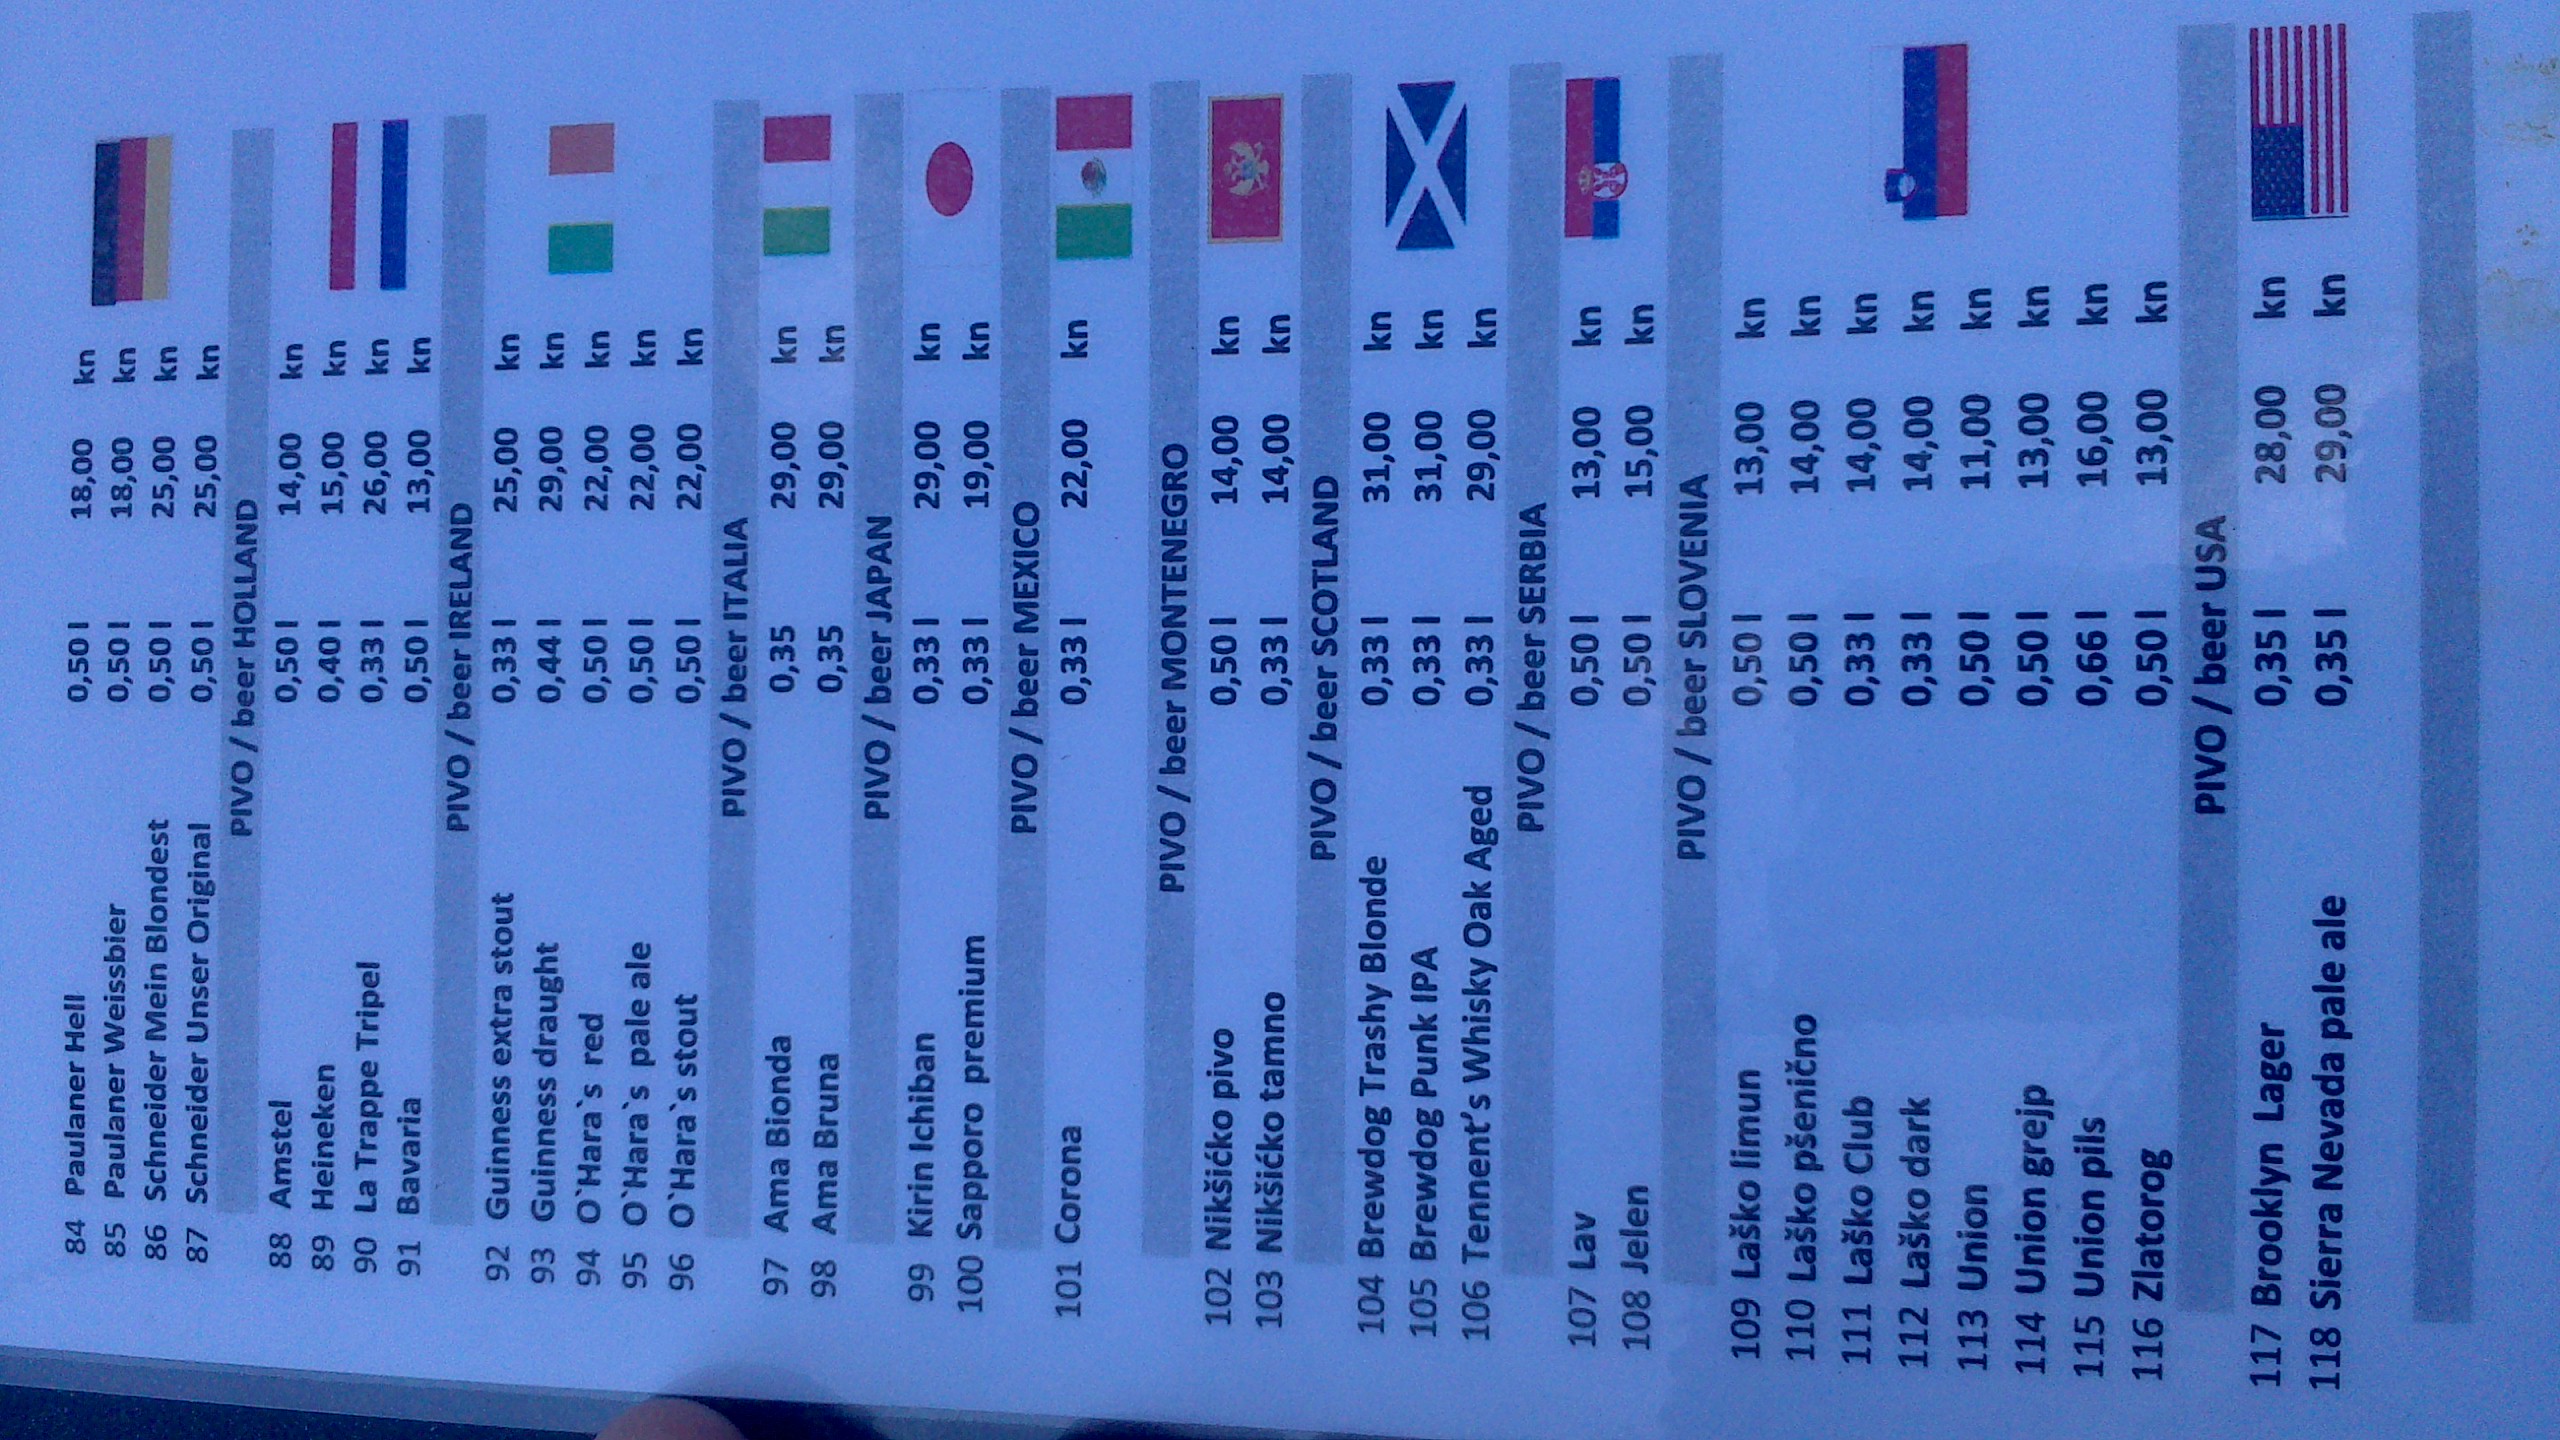 84 Paulaner Hell 0,50 l 18,00 kn
85 Paulaner Weissbier 0,50 l 18,00 kn
86 Schneider Mein Blondest 0,50 l 25,00 kn
87 Schneider Unser Original 0,50 l 25,00 kn
PIVO / beer HOLLAND
88 Amstel 0,50 l 14,00 kn
89 Heineken 0,40 l 15,00 kn
90 La Trappe Tripel 0,33 l 26,00 kn
91 Bavaria 0,50 l 13,00 kn
PIVO / beer IRELAND
92 Guinness extra stout 0,33 l 25,00 kn
93 Guinness draught 0,44 l 29,00 kn
94 O`Hara`s red 0,50 l 22,00 kn
95 O`Hara`s pale ale 0,50 l 22,00 kn
96 O`Hara`s stout 0,50 l 22,00 kn
PIVO / beer ITALIA
97 Ama Bionda 0,35 29,00 kn
98 Ama Bruna 0,35 29,00 kn
PIVO / beer JAPAN
99 Kirin Ichiban 0,33 l 29,00 kn
100 Sapporo premium 0,33 l 19,00 kn
PIVO / beer MEXICO
101 Corona 0,33 l 22,00 kn
PIVO / beer MONTENEGRO
102 Nikšićko pivo 0,50 l 14,00 kn
103 Nikšićko tamno 0,33 l 14,00 kn
PIVO / beer SCOTLAND
104 Brewdog Trashy Blonde 0,33 l 31,00 kn
105 Brewdog Punk IPA 0,33 l 31,00 kn
106 Tennent’s Whisky Oak Aged 0,33 l 29,00 kn
PIVO / beer SERBIA
107 Lav 0,50 l 13,00 kn
108 Jelen 0,50 l 15,00 kn
PIVO / beer SLOVENIA
109 Laško limun 0,50 l 13,00 kn
110 Laško pšenično 0,50 l 14,00 kn
111 Laško Club 0,33 l 14,00 kn
112 Laško dark 0,33 l 14,00 kn
113 Union 0,50 l 11,00 kn
114 Union grejp 0,50 l 13,00 kn
115 Union pils 0,66 l 16,00 kn
116 Zlatorog 0,50 l 13,00 kn
PIVO / beer USA
117 Brooklyn Lager 0,35 l 28,00 kn
118 Sierra Nevada pale ale 0,35 l 29,00 kn